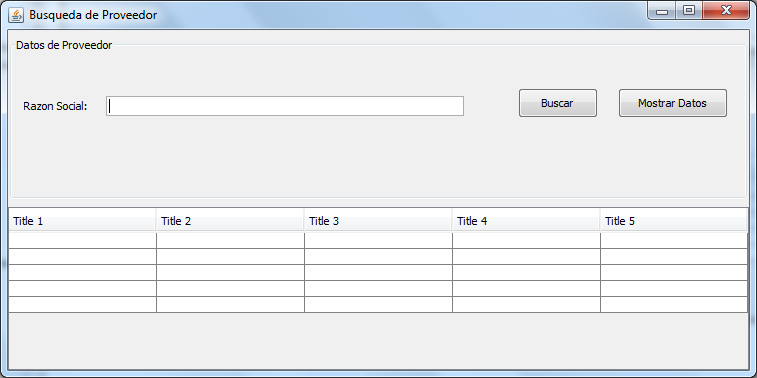 Busqueda de Proveedor
Datos de Proveedor
Razon Social: Buscar Mostrar Datos
Title 1 Title 2 Title 3 Title 4 Title 5